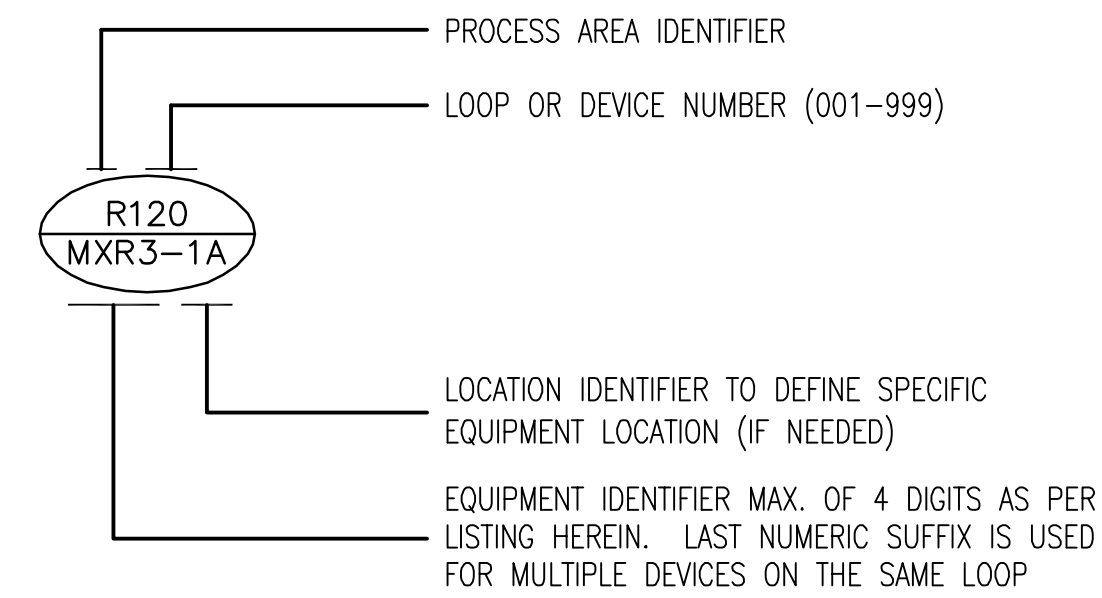 PROCESS AREA IDENTIFIER
LOOP OR DEVICE NUMBER (001-999)
R120
MXR3-1A
LOCATION IDENTIFIER TO DEFINE SPECIFIC
EQUIPMENT LOCATION (IF NEEDED)
EQUIPMENT IDENTIFIER MAX. OF 4 DIGITS AS PER
LISTING HEREIN. LAST NUMERIC SUFFIX IS USED
FOR MULTIPLE DEVICES ON THE SAME LOOP